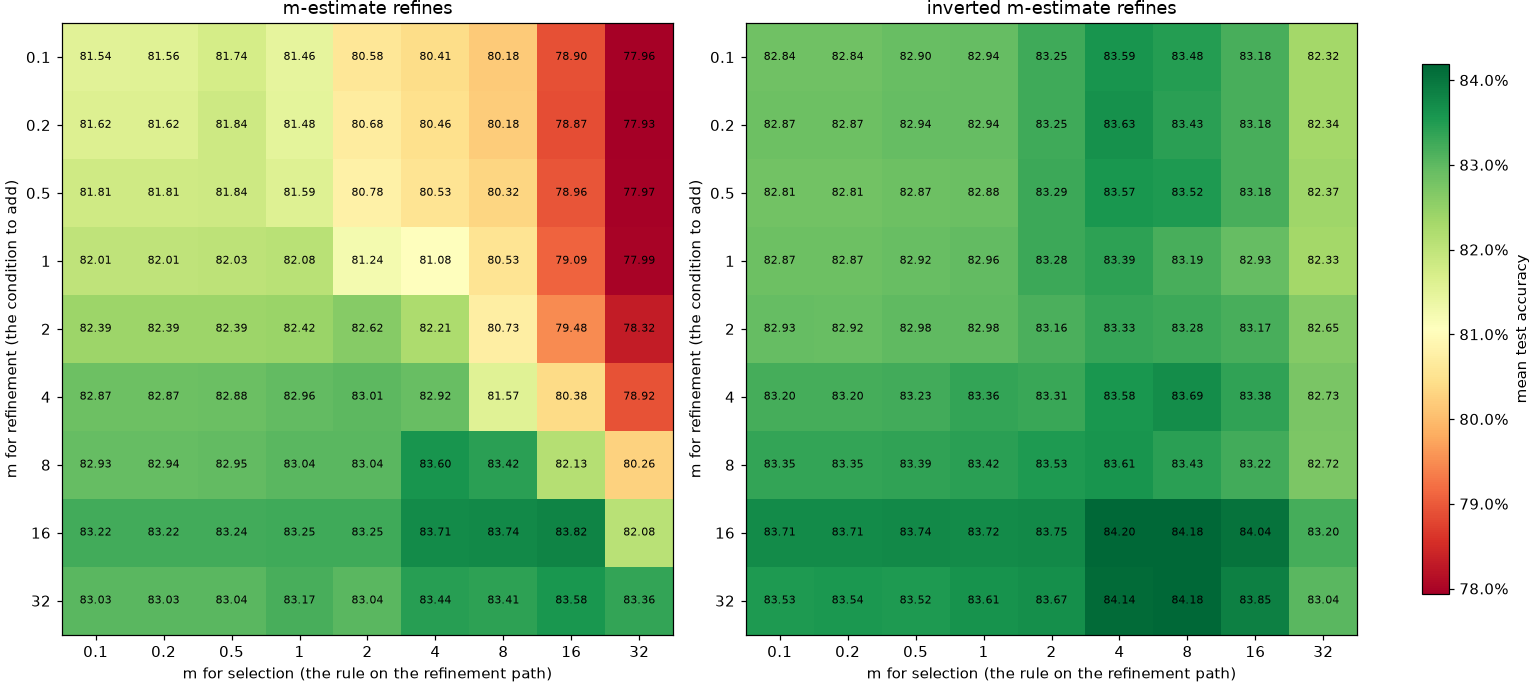 m-estimate refines
m for refinement (the condition to add)
0.1 81.54 81.56 81.74 81.46 80.58 80.41 80.18 78.90 77.96
0.2 81.62 81.62 81.84 81.48 80.68 80.46 80.18 78.87 77.93
0.5 81.81 81.81 81.84 81.59 80.78 80.53 80.32 78.96 77.97
1 82.01 82.01 82.03 82.08 81.24 81.08 80.53 79.09 77.99
2 82.39 82.39 82.39 82.42 82.62 82.21 80.73 79.48 78.32
4 82.87 82.87 82.88 82.96 83.01 82.92 81.57 80.38 78.92
8 82.93 82.94 82.95 83.04 83.04 83.60 83.42 82.13 80.26
16 83.22 83.22 83.24 83.25 83.25 83.71 83.74 83.82 82.08
32 83.03 83.03 83.04 83.17 83.04 83.44 83.41 83.58 83.36
0.1 0.2 0.5 1 2 4 8 16 32
m for selection (the rule on the refinement path)
inverted m-estimate refines
m for refinement (the condition to add)
0.1 82.84 82.84 82.90 82.94 83.25 83.59 83.48 83.18 82.32
0.2 82.87 82.87 82.94 82.94 83.25 83.63 83.43 83.18 82.34
0.5 82.81 82.81 82.87 82.88 83.29 83.57 83.52 83.18 82.37
1 82.87 82.87 82.92 82.96 83.28 83.39 83.19 82.93 82.33
2 82.93 82.92 82.98 82.98 83.16 83.33 83.28 83.17 82.65
4 83.20 83.20 83.23 83.36 83.31 83.58 83.69 83.38 82.73
8 83.35 83.35 83.39 83.42 83.53 83.61 83.43 83.22 82.72
16 83.71 83.71 83.74 83.72 83.75 84.20 84.18 84.04 83.20
32 83.53 83.54 83.52 83.61 83.67 84.14 84.18 83.85 83.04
0.1 0.2 0.5 1 2 4 8 16 32
m for selection (the rule on the refinement path)
84.0%
83.0%
82.0%
81.0%
80.0%
79.0%
78.0%
mean test accuracy